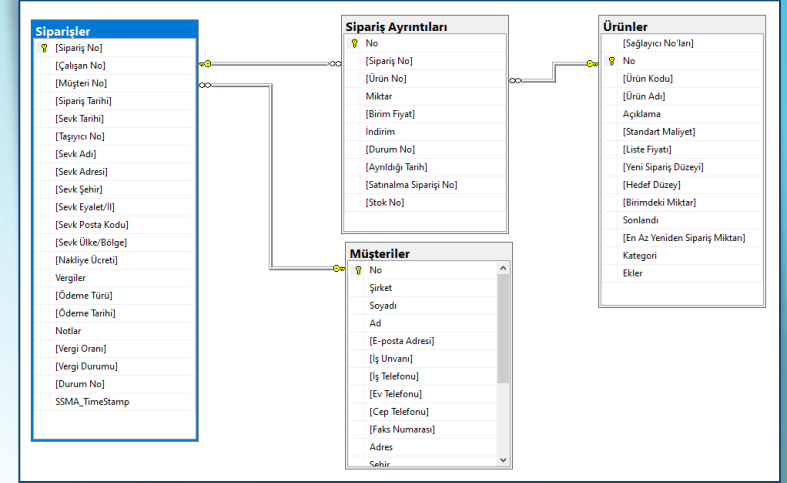 Siparişler
[Sipariş No]
[Çalışan No]
[Müşteri No]
[Sipariş Tarihi]
[Sevk Tarihi]
[Taşıyıcı No]
[Sevk Adı]
[Sevk Adresi]
[Sevk Şehir]
[Sevk Eyalet/İl]
[Sevk Posta Kodu]
[Sevk Ülke/Bölge]
[Nakliye Ücreti]
Vergiler
[Ödeme Türü]
[Ödeme Tarihi]
Notlar
[Vergi Oranı]
[Vergi Durumu]
[Durum No]
SSMA_TimeStamp
Sipariş Ayrıntıları
No
[Sipariş No]
[Ürün No]
Miktar
[Birim Fiyat]
İndirim
[Durum No]
[Ayrıldığı Tarih]
[Satınalma Siparişi No]
[Stok No]
Müşteriler
No
Şirket
Soyadı
Ad
[E-posta Adresi]
[İş Unvanı]
[İş Telefonu]
[Ev Telefonu]
[Cep Telefonu]
[Faks Numarası]
Adres
Şehir
Ürünler
[Sağlayıcı No'ları]
No
[Ürün Kodu]
[Ürün Adı]
Açıklama
[Standart Maliyet]
[Liste Fiyatı]
[Yeni Sipariş Düzeyi]
[Hedef Düzey]
[Birimdeki Miktar]
Sonlandı
[En Az Yeniden Sipariş Miktarı]
Kategori
Ekler